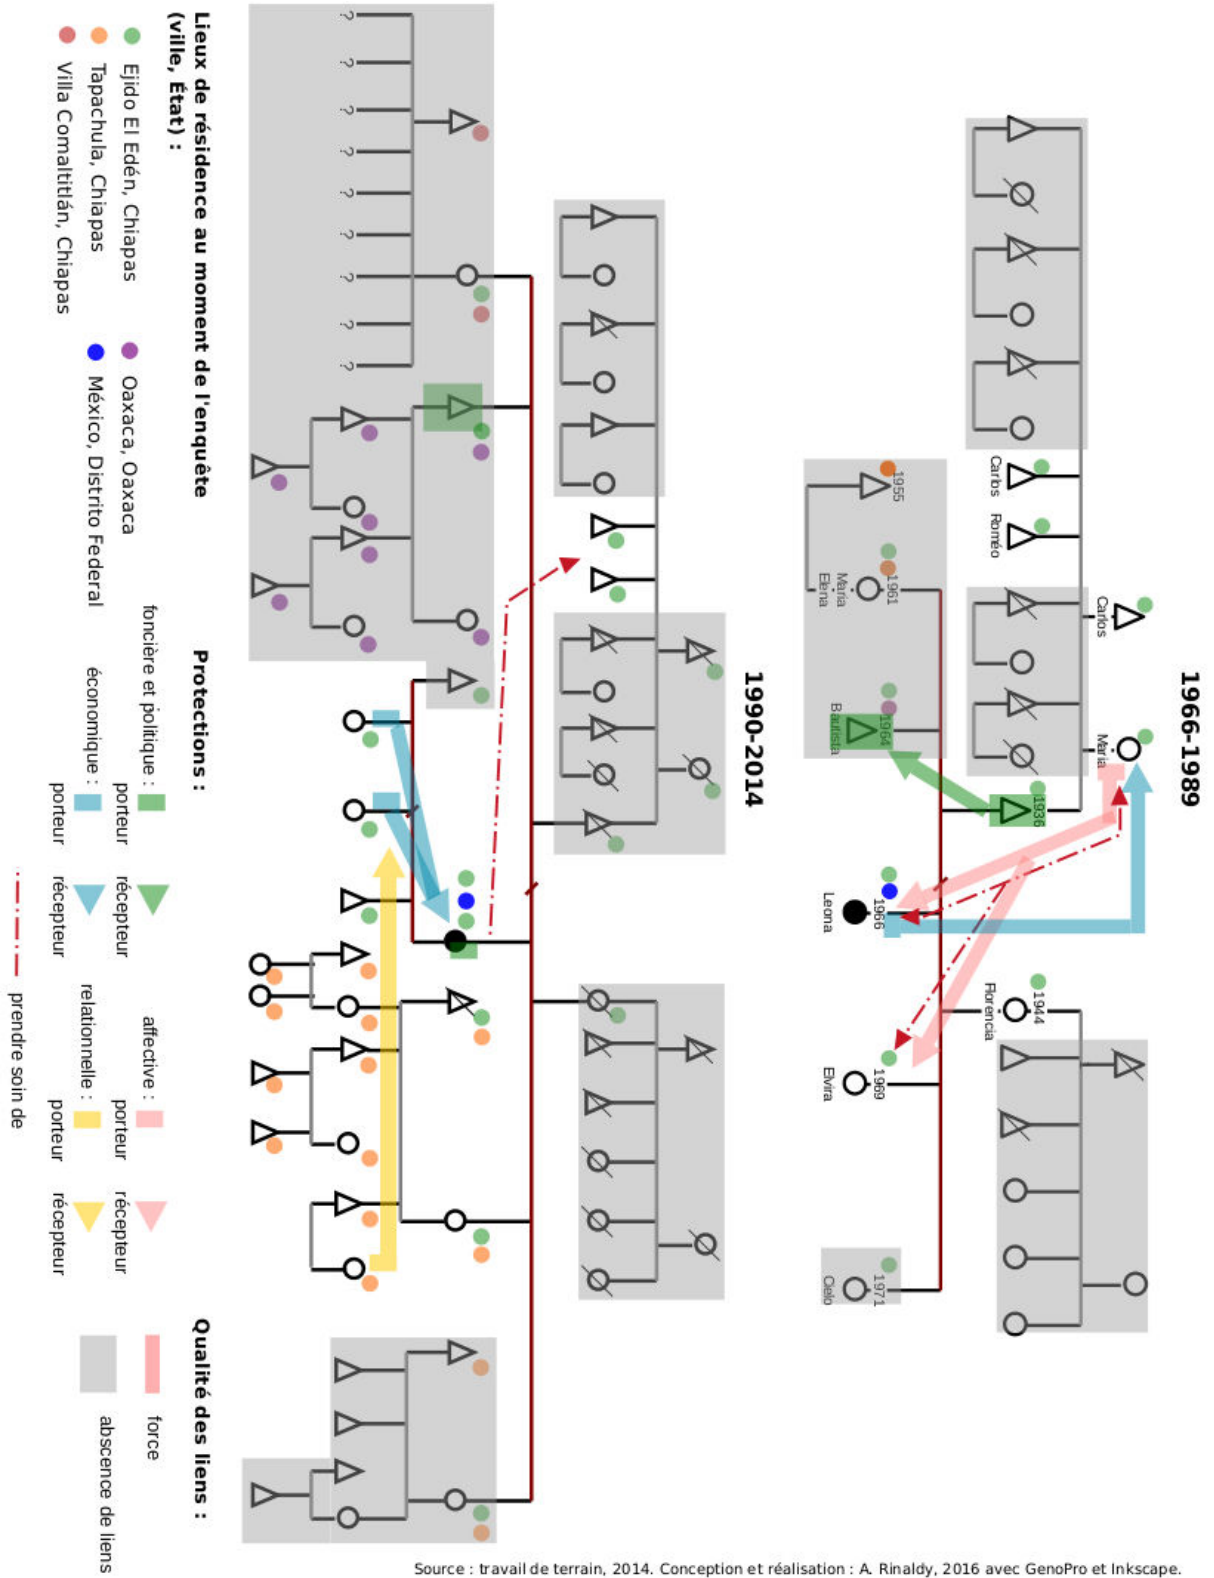 1966-1989
Carlos
Maria
Carlos
Roméo
1936
1944
Florencia
1955
1961
Maria
Elena
1964
Bautista
1966
Leona
1969
Elvira
1971
Cielo
1990-2014
?
?
?
?
?
?
?
?
?
Lieux de résidence au moment de l'enquête
(ville, État) :
Ejido El Edén, Chiapas
Tapachula, Chiapas
Villa Comaltitlán, Chiapas
Oaxaca, Oaxaca
México, Distrito Federal
Protections :
foncière et politique :
porteur
récepteur
économique :
porteur
récepteur
affective :
porteur
récepteur
relationnelle :
porteur
récepteur
prendre soin de
Qualité des liens :
force
abscence de liens
Source : travail de terrain, 2014. Conception et réalisation : A. Rinaldy, 2016 avec GenoPro et Inkscape.